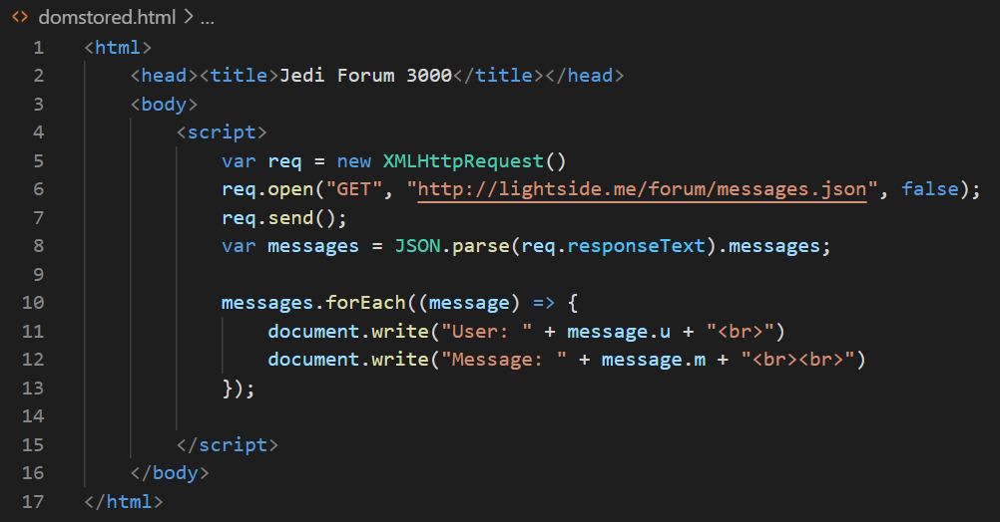 <> domstored.html > ...
1 <html>
2     <head><title>Jedi Forum 3000</title></head>
3     <body>
4         <script>
5             var req = new XMLHttpRequest()
6             req.open("GET", "http://lightside.me/forum/messages.json", false);
7             req.send();
8             var messages = JSON.parse(req.responseText).messages;
9
10             messages.forEach((message) => {
11                 document.write("User: " + message.u + "<br>")
12                 document.write("Message: " + message.m + "<br><br>")
13             });
14
15         </script>
16     </body>
17 </html>